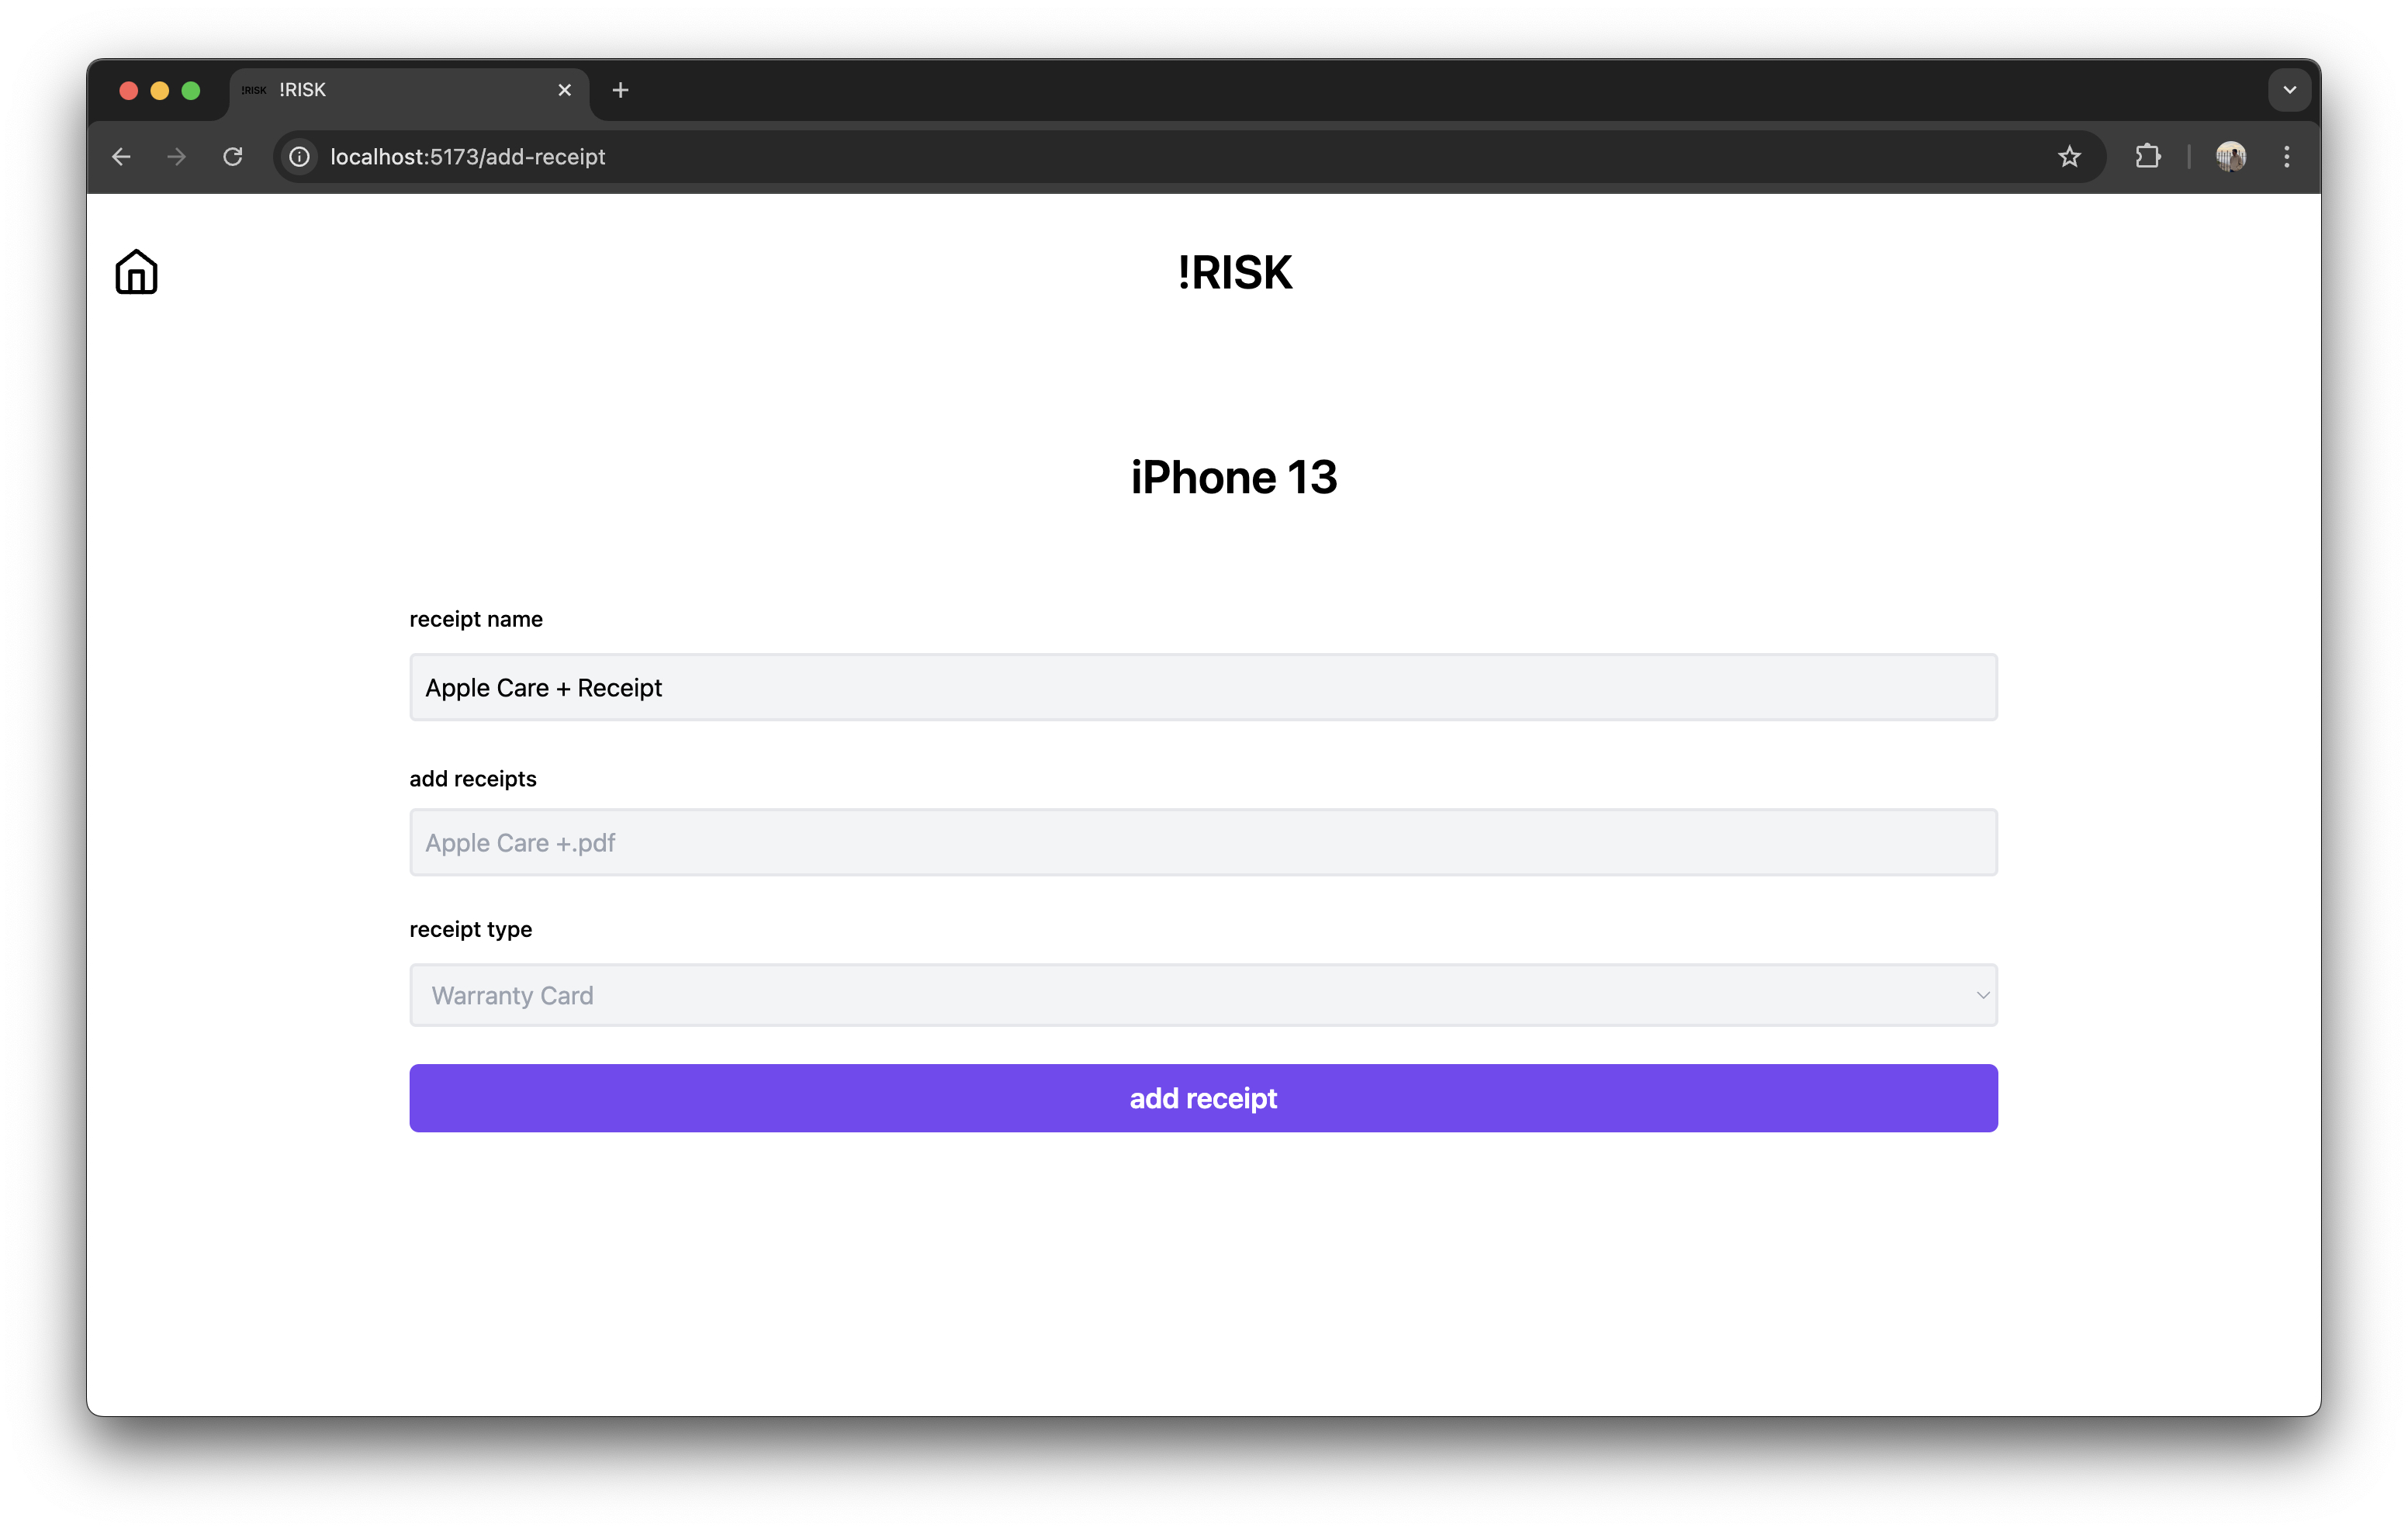 !RISK !RISK
localhost:5173/add-receipt
!RISK
iPhone 13
receipt name
Apple Care + Receipt
add receipts
Apple Care +.pdf
receipt type
Warranty Card
add receipt